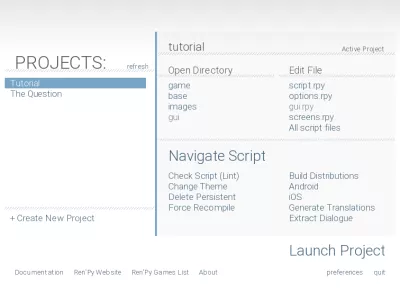 PROJECTS:
refresh
Tutorial
The Question
+ Create New Project
tutorial
Active Project
Open Directory
game
base
images
gui
Edit File
script.rpy
options.rpy
gui.rpy
screens.rpy
All script files
Navigate Script
Check Script (Lint)
Change Theme
Delete Persistent
Force Recompile
Build Distributions
Android
iOS
Generate Translations
Extract Dialogue
Launch Project
Documentation Ren'Py Website Ren'Py Games List About preferences quit